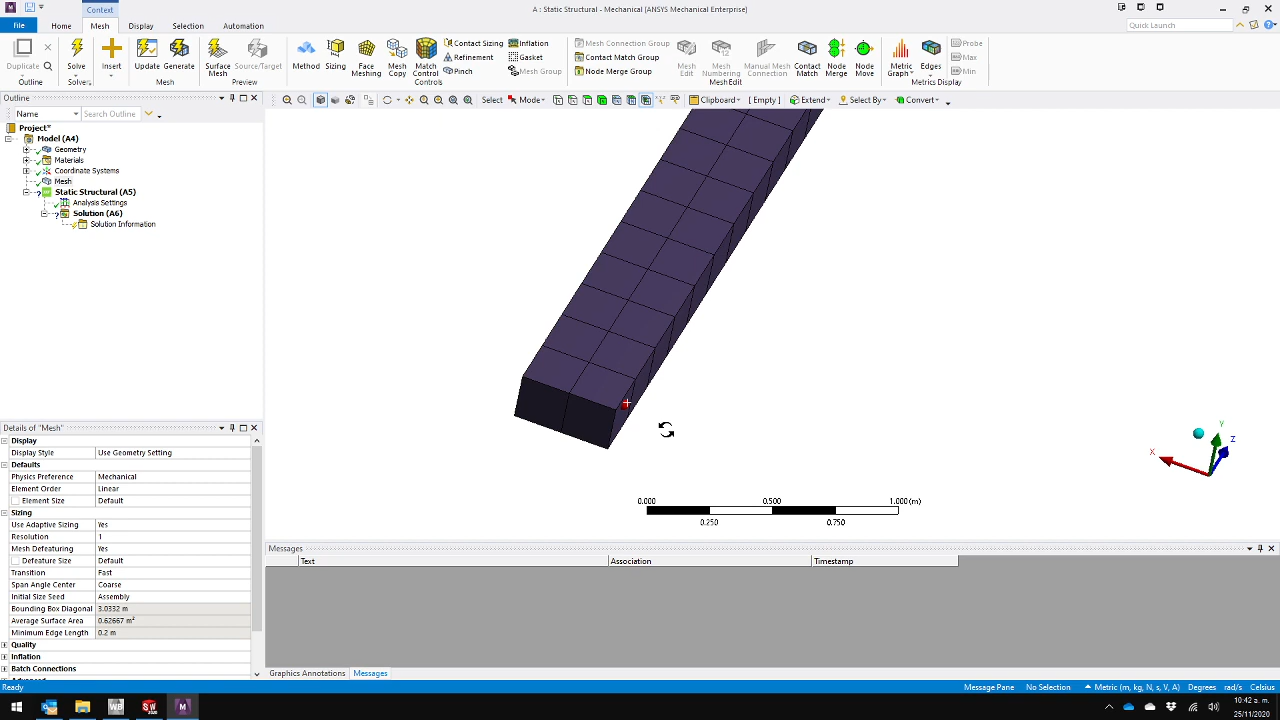 Context
A : Static Structural - Mechanical [ANSYS Mechanical Enterprise]
File
Home
Mesh
Display
Selection
Automation
Quick Launch
Duplicate
Outline
Solve
Solve
Insert
Update
Generate
Mesh
Surface Mesh
Source/Target
Preview
Method
Sizing
Face Meshing
Mesh Copy
Match Control
Contact Sizing
Refinement
Pinch
Inflation
Gasket
Mesh Group
Controls
Mesh Connection Group
Contact Match Group
Node Merge Group
Mesh Edit
Mesh Numbering
Manual Mesh Connection
Contact Match
Node Merge
Node Move
MeshEdit
Metric Graph
Edges
Probe
Max
Min
Metrics Display
Outline
Select
Mode
Clipboard
[ Empty ]
Extend
Select By
Convert
Name
Search Outline
Project*
Model (A4)
Geometry
Materials
Coordinate Systems
Mesh
Static Structural (A5)
Analysis Settings
Solution (A6)
Solution Information
Details of "Mesh"
Display
Display Style Use Geometry Setting
Defaults
Physics Preference Mechanical
Element Order Linear
Element Size Default
Sizing
Use Adaptive Sizing Yes
Resolution 1
Mesh Defeaturing Yes
Defeature Size Default
Transition Fast
Span Angle Center Coarse
Initial Size Seed Assembly
Bounding Box Diagonal 3.0332 m
Average Surface Area 0.62667 m²
Minimum Edge Length 0.2 m
Quality
Inflation
Batch Connections
Y
Z
X
0.000 0.500 1.000 (m)
0.250 0.750
Messages
Text Association Timestamp
Graphics Annotations Messages
Ready
Message Pane
No Selection
Metric (m, kg, N, s, V, A)
Degrees
rad/s
Celsius
10:42 a. m.
25/11/2020